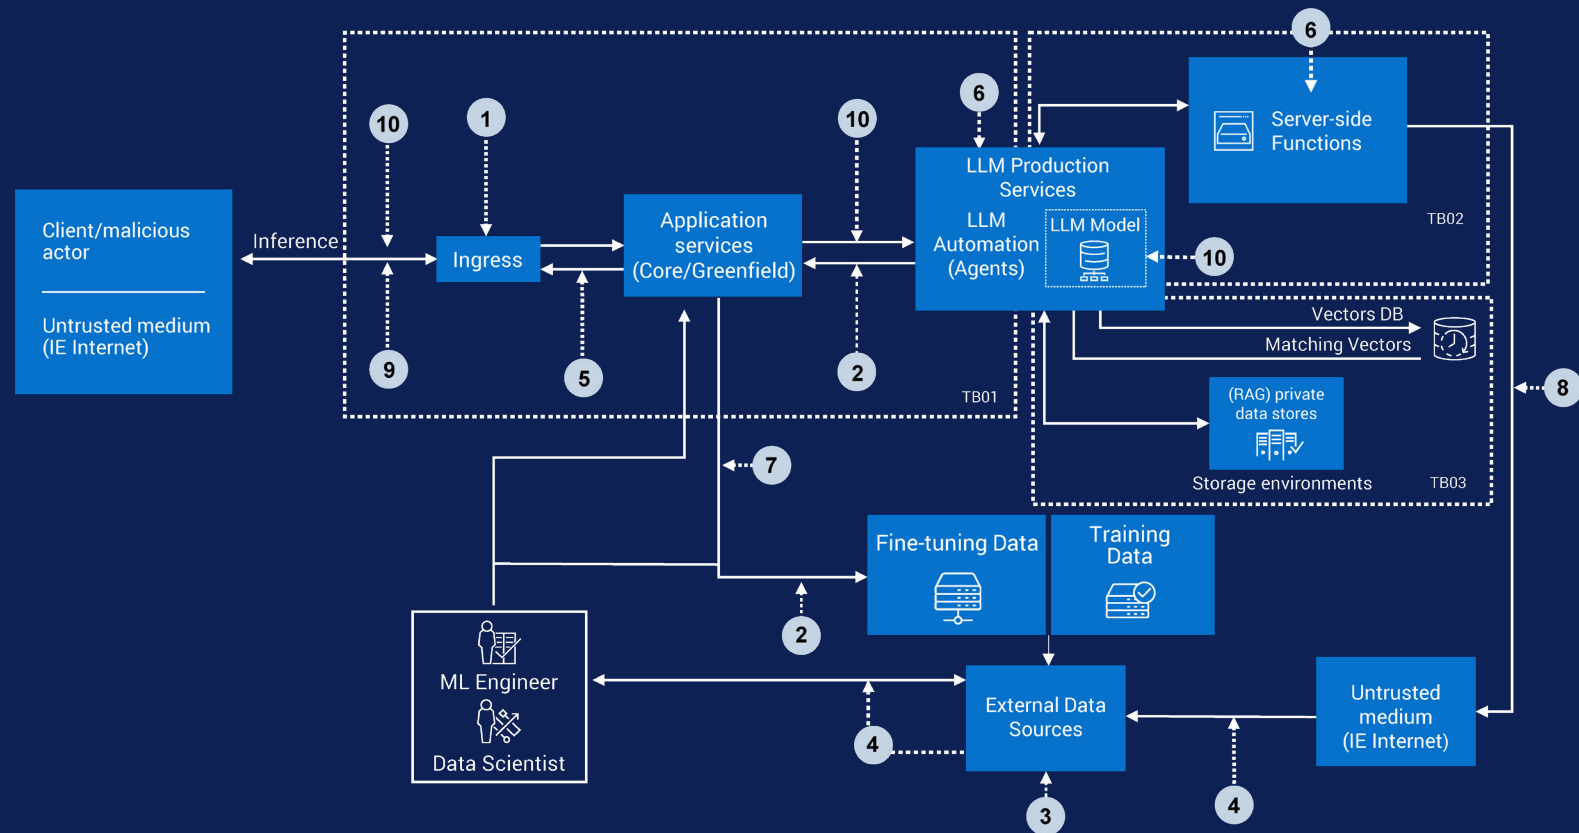 6
6
10
1
10
Server-side
Functions
LLM Production
Services
TB02
Client/malicious
actor
Untrusted medium
(IE Internet)
Inference
Ingress
Application
services
(Core/Greenfield)
LLM
Automation
(Agents)
LLM Model
10
9
5
2
TB01
Vectors DB
Matching Vectors
8
(RAG) private
data stores
Storage environments
TB03
7
Fine-tuning Data
Training
Data
2
ML Engineer
Data Scientist
4
External Data
Sources
Untrusted
medium
(IE Internet)
3
4